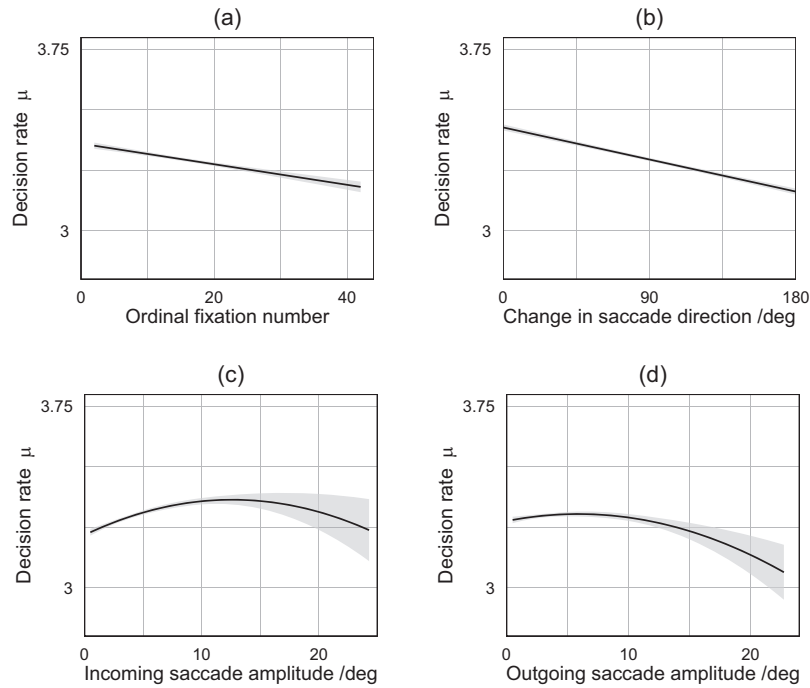 (a)
3.75
3
Decision rate μ
0 20 40
Ordinal fixation number
(b)
3.75
3
Decision rate μ
0 90 180
Change in saccade direction /deg
(c)
3.75
3
Decision rate μ
0 10 20
Incoming saccade amplitude /deg
(d)
3.75
3
Decision rate μ
0 10 20
Outgoing saccade amplitude /deg